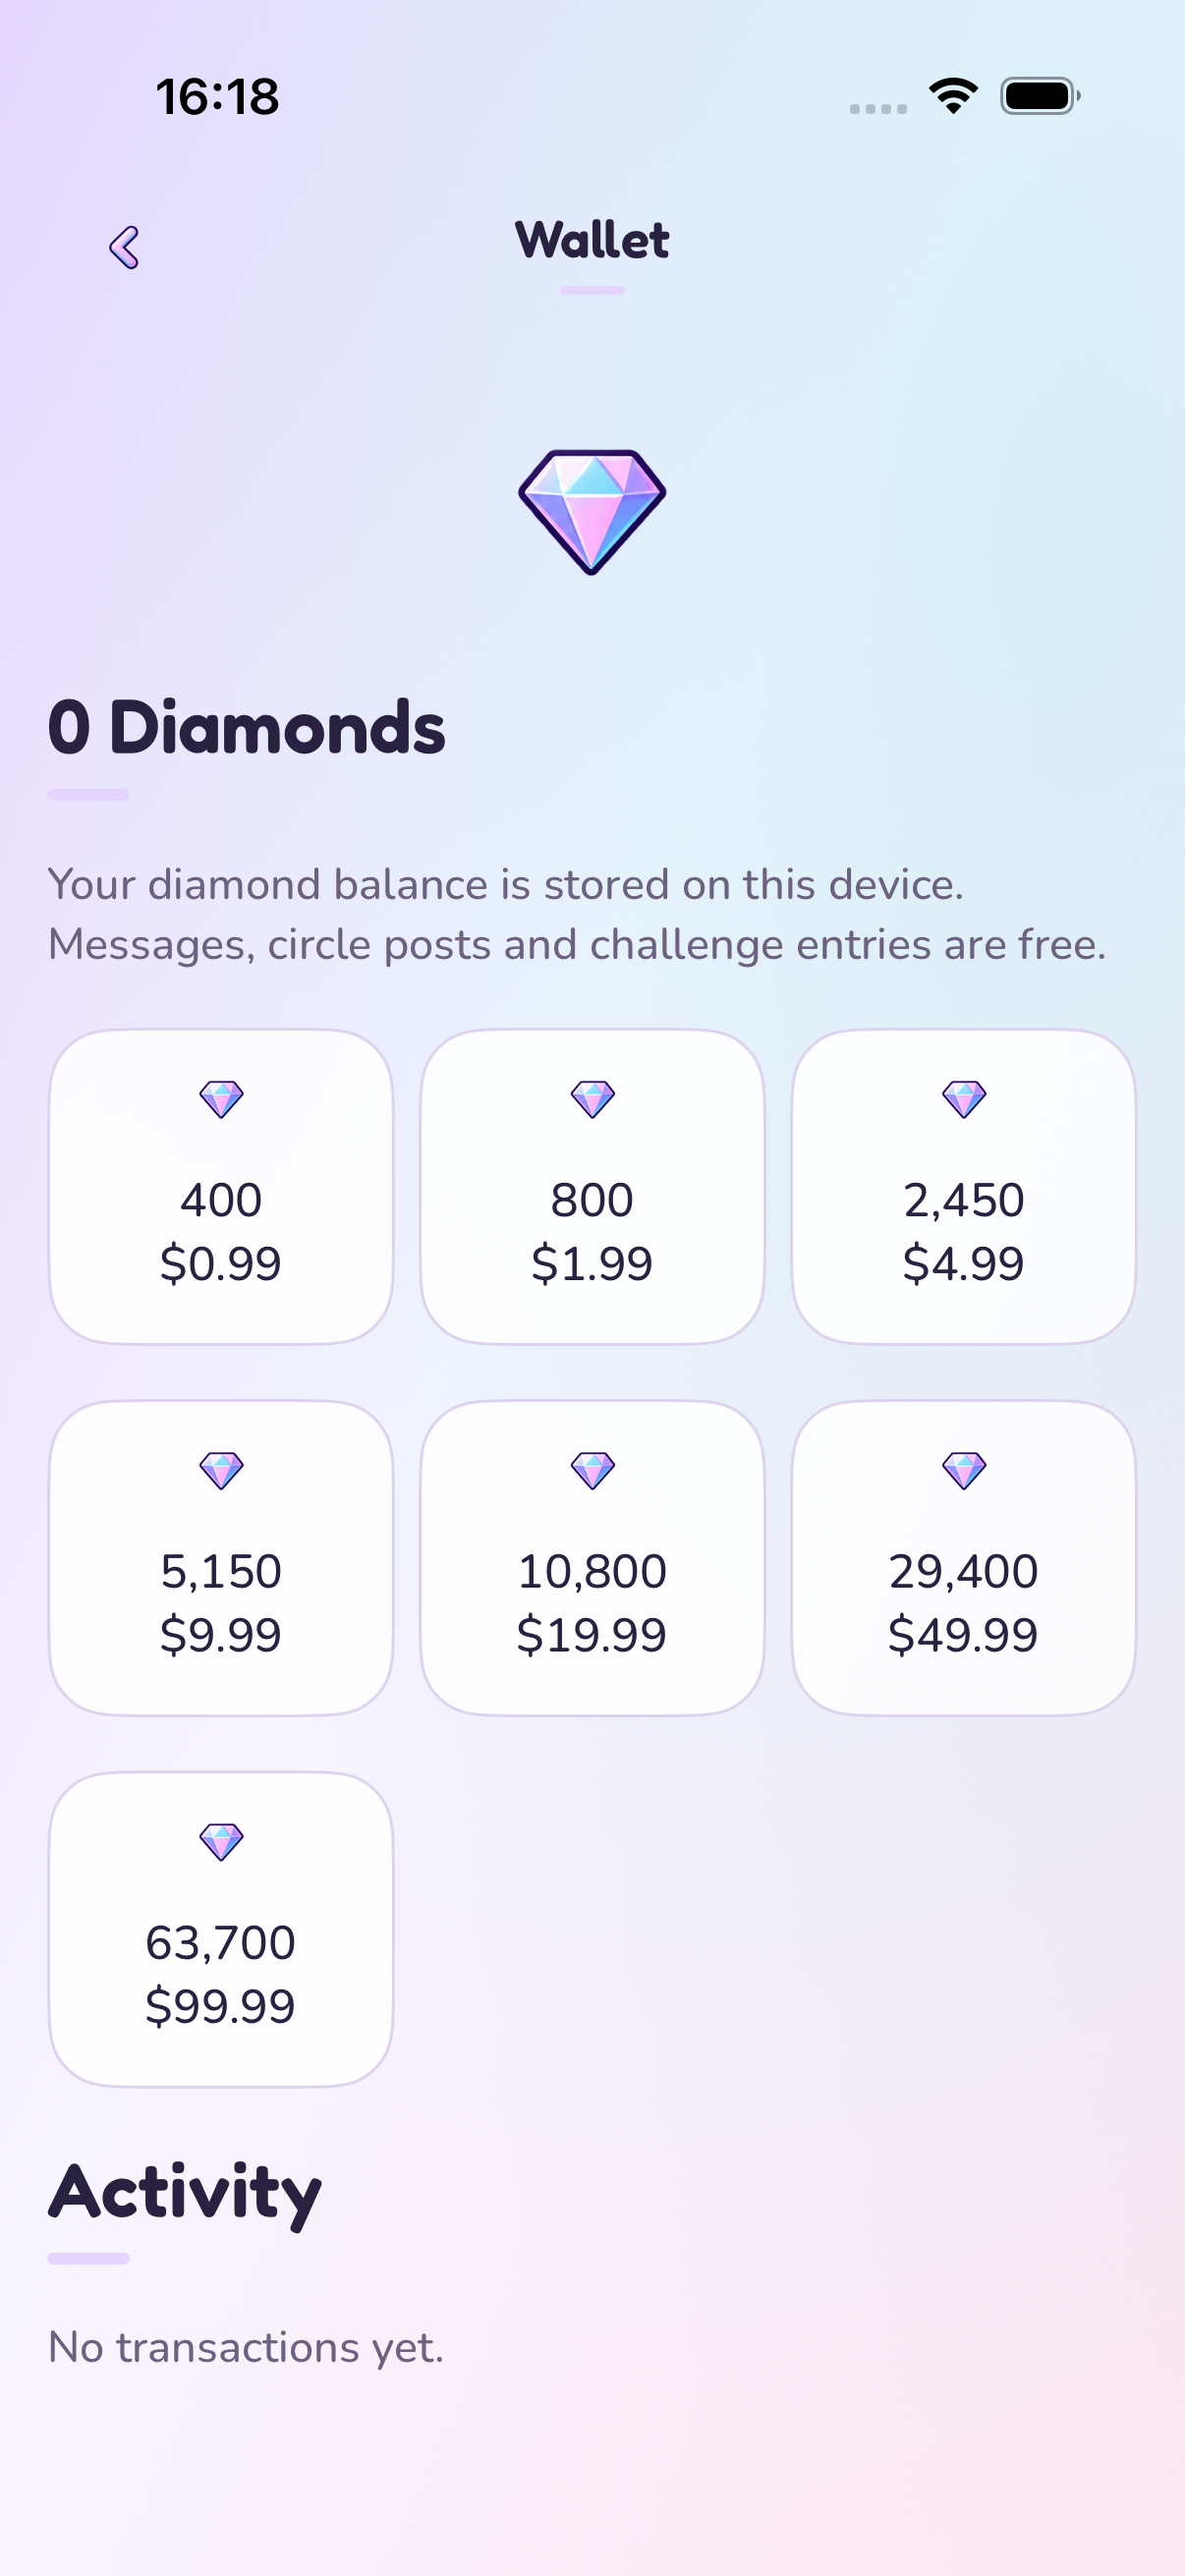 16:18
Wallet
0 Diamonds
Your diamond balance is stored on this device.
Messages, circle posts and challenge entries are free.
400
$0.99
800
$1.99
2,450
$4.99
5,150
$9.99
10,800
$19.99
29,400
$49.99
63,700
$99.99
Activity
No transactions yet.